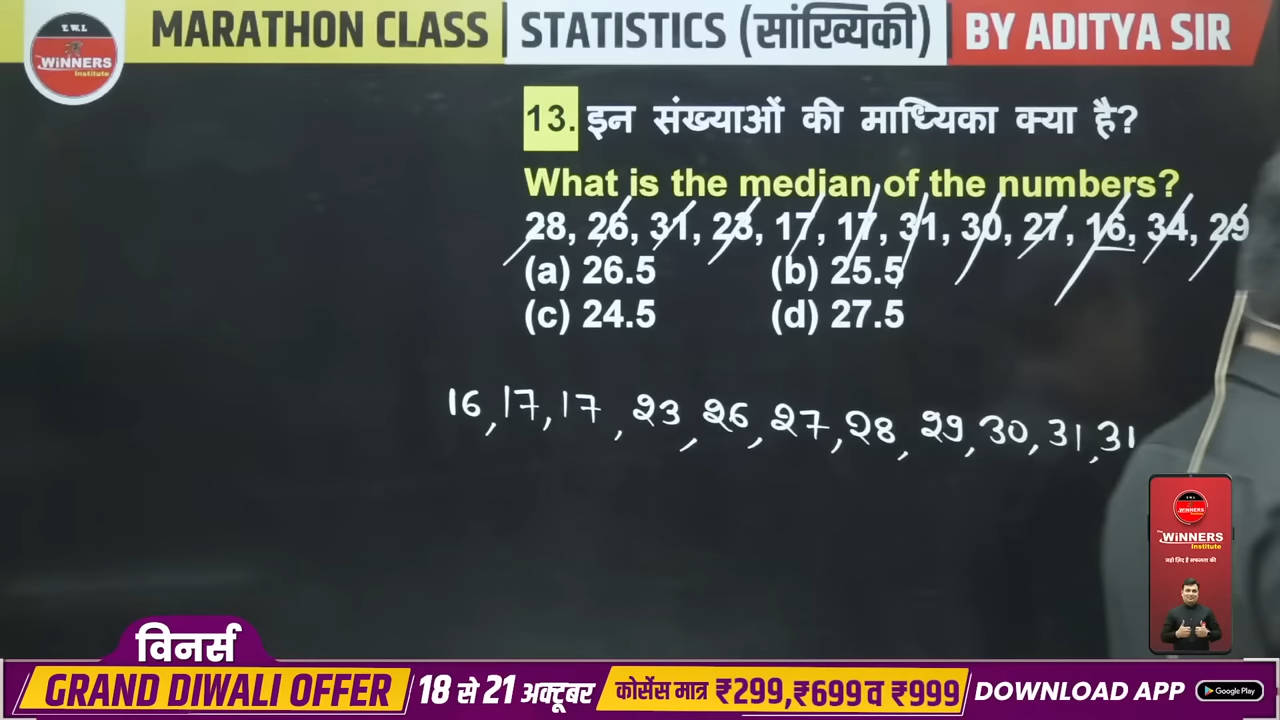 E.W.I.
WINNERS
Institute
MARATHON CLASS STATISTICS (सांख्यिकी) BY ADITYA SIR
13. इन संख्याओं की माध्यिका क्या है?
What is the median of the numbers?
28, 26, 31, 23, 17, 17, 31, 30, 27, 16, 34, 29
(a) 26.5 (b) 25.5
(c) 24.5 (d) 27.5
16, 17, 17, 23, 26, 27, 28, 29, 30, 31, 31
The
WINNERS
Institute
विनर्स
GRAND DIWALI OFFER 18 से 21 अक्टूबर कोर्सेस मात्र ₹299,₹699 व ₹999 DOWNLOAD APP Google Play